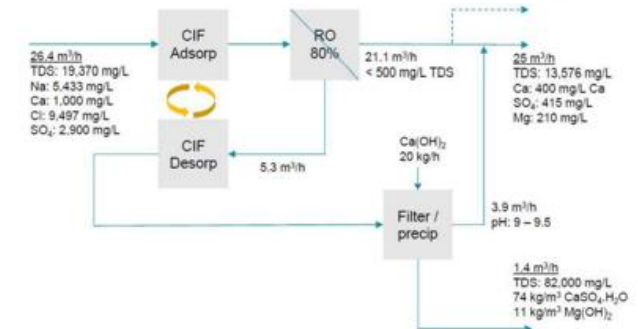 CIF
Adsorp
RO
80%
26.4 m³/h
TDS: 19,370 mg/L
Na: 5,433 mg/L
Ca: 1,000 mg/L
Cl: 9,497 mg/L
SO₄: 2,900 mg/L
21.1 m³/h
< 500 mg/L TDS
25 m³/h
TDS: 13,576 mg/L
Ca: 400 mg/L Ca
SO₄: 415 mg/L
Mg: 210 mg/L
CIF
Desorp
5.3 m³/h
Ca(OH)₂
20 kg/h
Filter /
precip
3.9 m³/h
pH: 9 – 9.5
1.4 m³/h
TDS: 82,000 mg/L
74 kg/m³ CaSO₄.H₂O
11 kg/m³ Mg(OH)₂